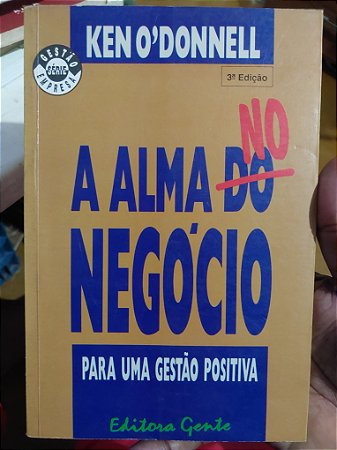 KEN O'DONNELL
GESTÃO
SÉRIE
EMPRESA
3ª Edição
NO
A ALMA DO
NEGÓCIO
PARA UMA GESTÃO POSITIVA
Editora Gente